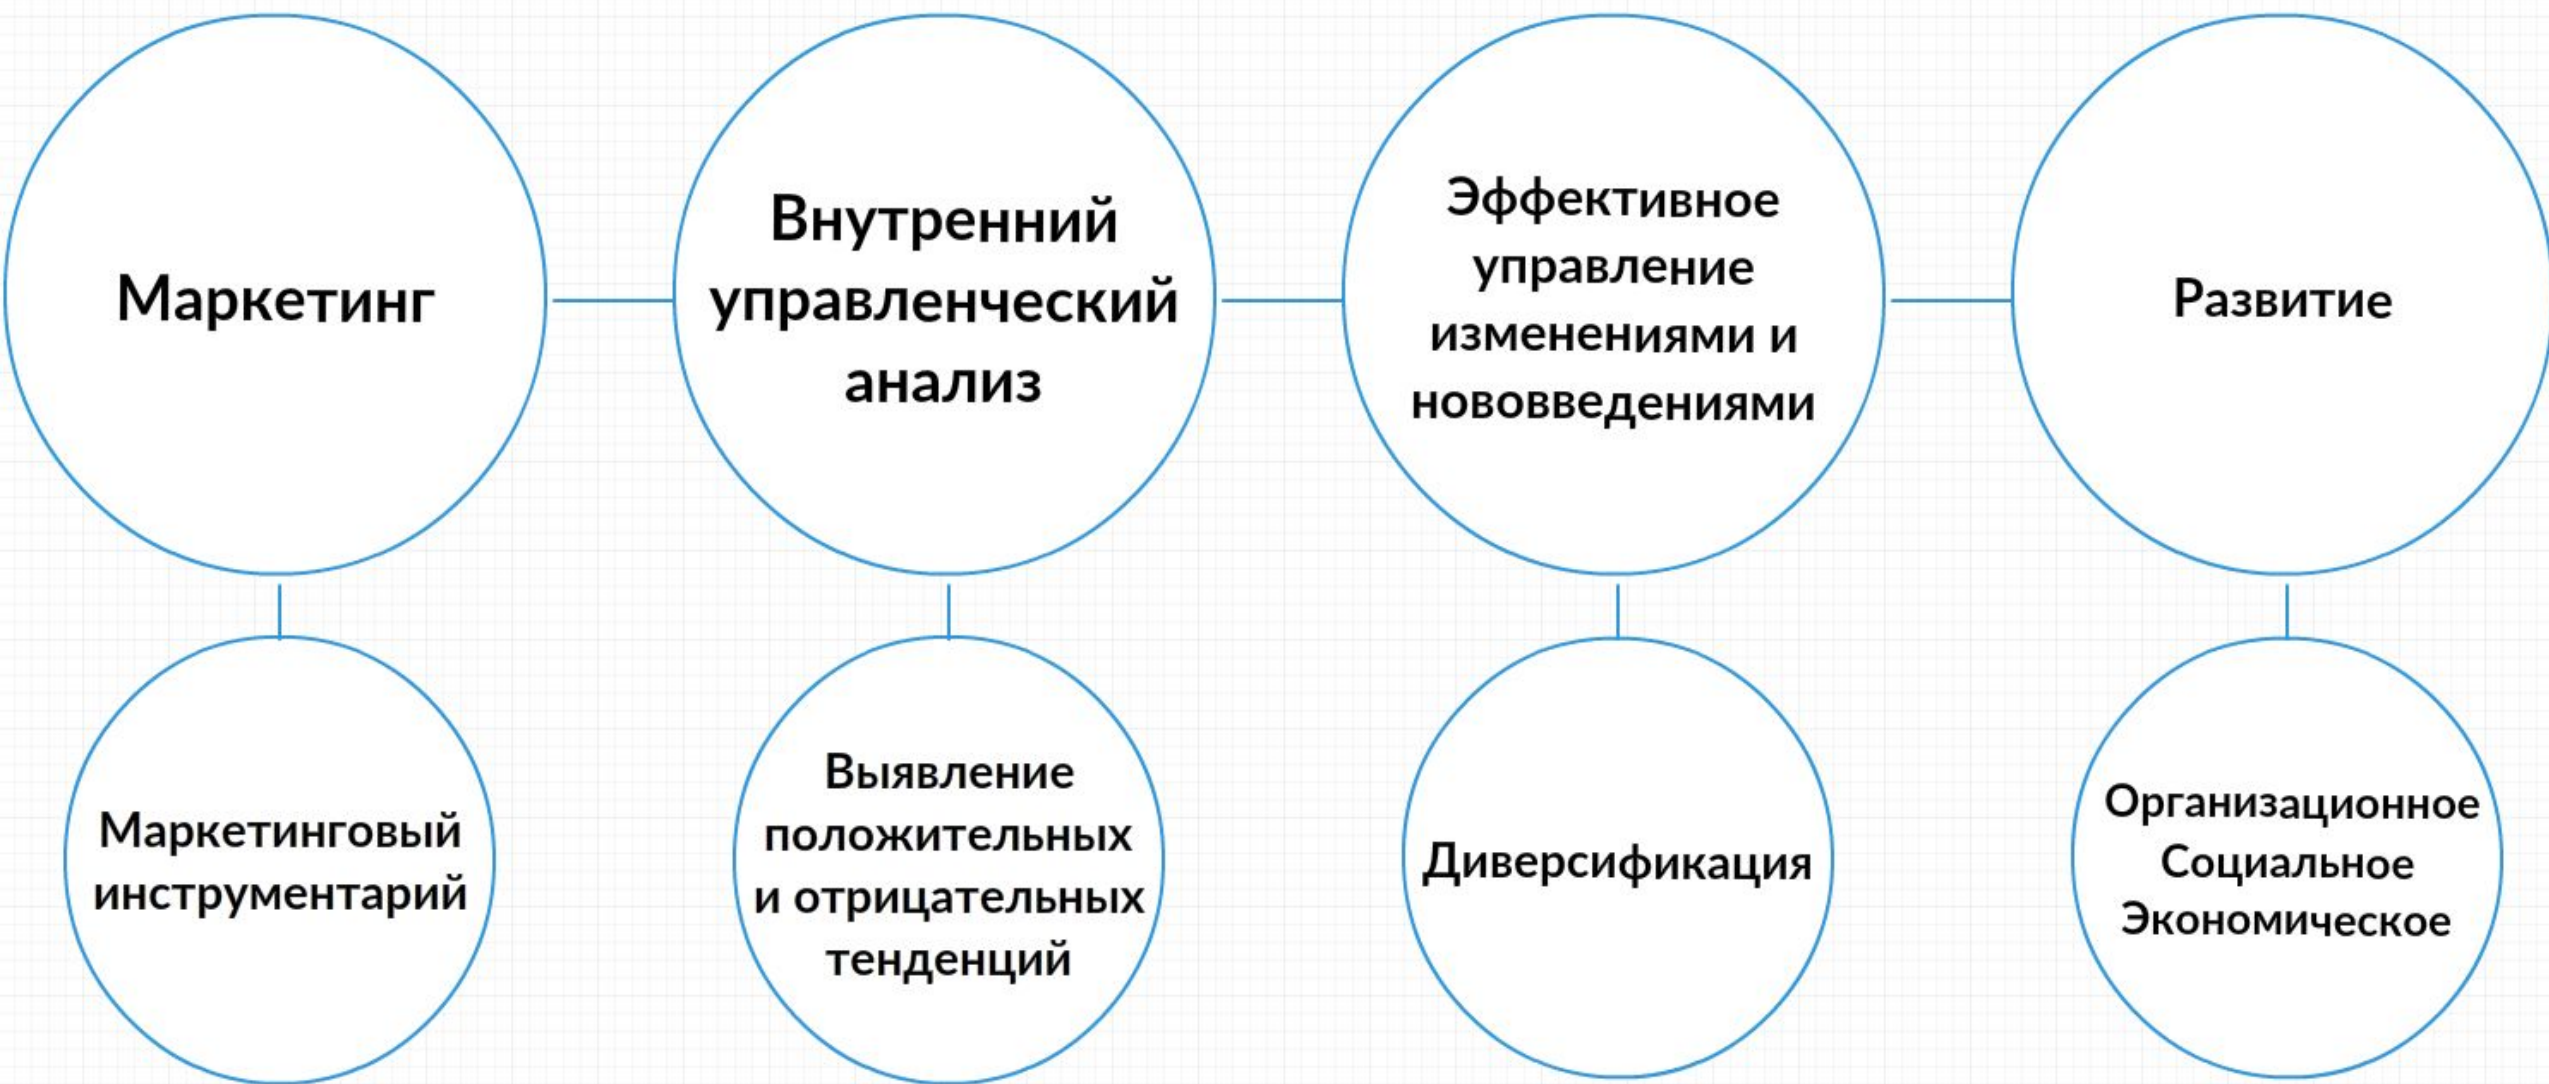 Маркетинг
Внутренний
управленческий
анализ
Эффективное
управление
изменениями и
нововведениями
Развитие
Маркетинговый
инструментарий
Выявление
положительных
и отрицательных
тенденций
Диверсификация
Организационное
Социальное
Экономическое